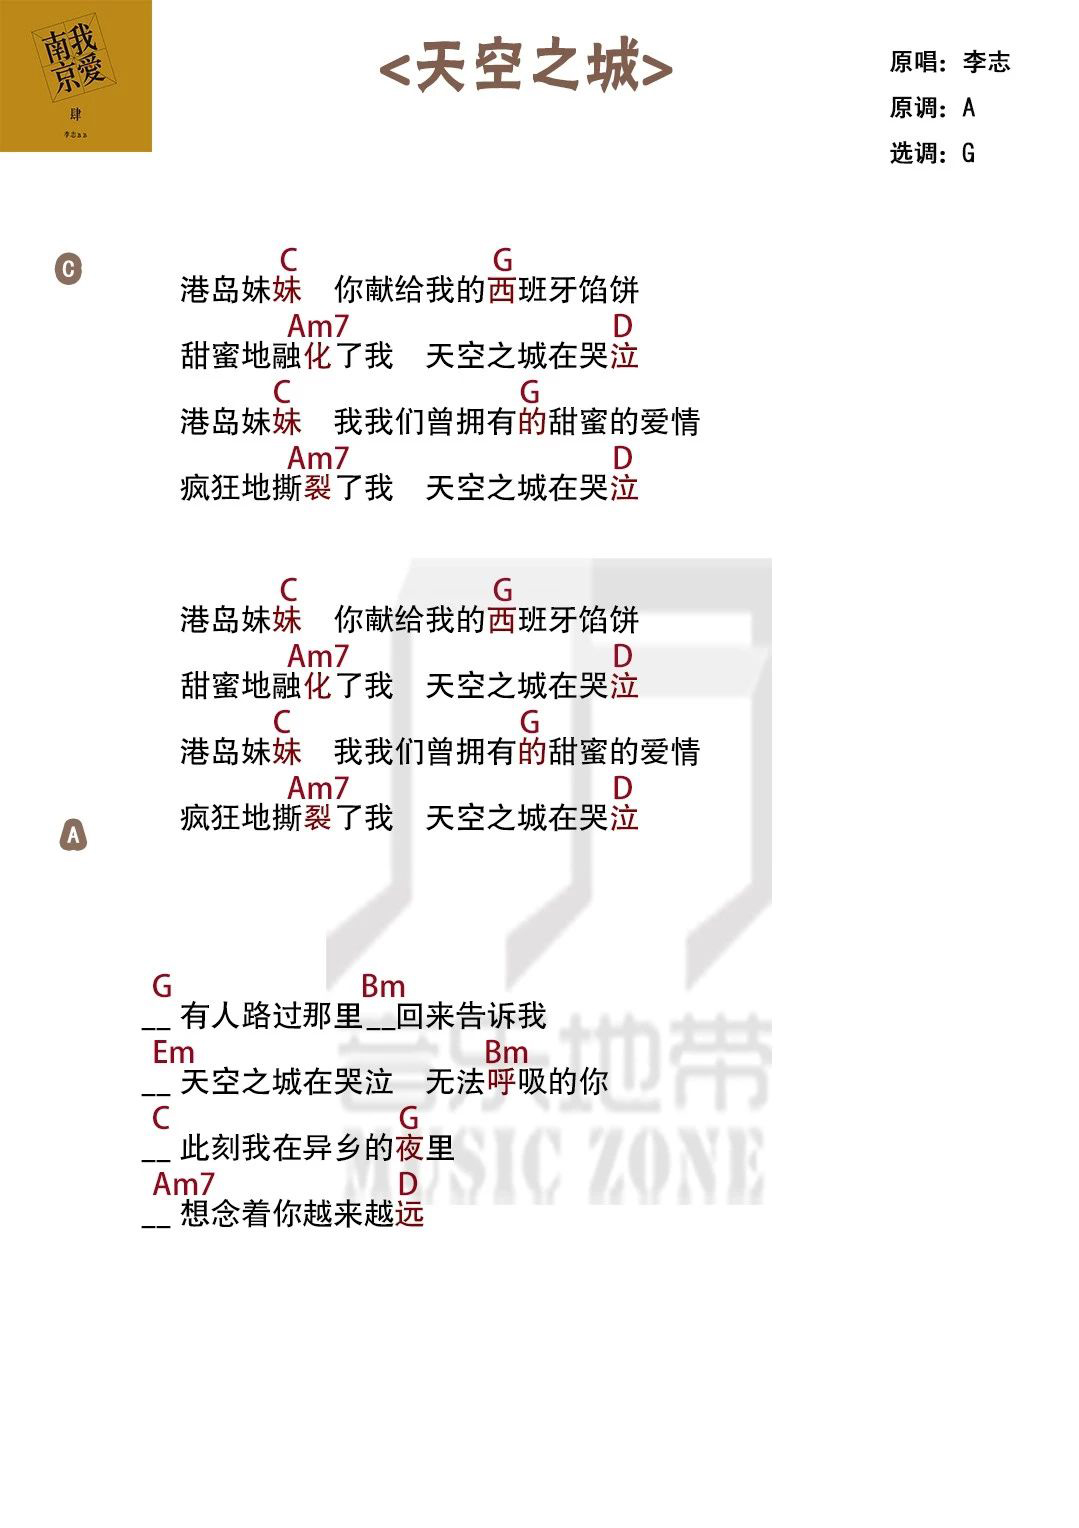 我爱
南京
肆
<天空之城>
原唱：李志
原调：A
选调：G
C
C G
港岛妹妹 你献给我的西班牙馅饼
Am7 D
甜蜜地融化了我 天空之城在哭泣
C G
港岛妹妹 我我们曾拥有的甜蜜的爱情
Am7 D
疯狂地撕裂了我 天空之城在哭泣
C G
港岛妹妹 你献给我的西班牙馅饼
Am7 D
甜蜜地融化了我 天空之城在哭泣
C G
港岛妹妹 我我们曾拥有的甜蜜的爱情
Am7 D
疯狂地撕裂了我 天空之城在哭泣
A
G Bm
__ 有人路过那里__回来告诉我
Em Bm
__ 天空之城在哭泣 无法呼吸的你
C G
__ 此刻我在异乡的夜里
Am7 D
__ 想念着你越来越远
音乐地带
MUSIC ZONE